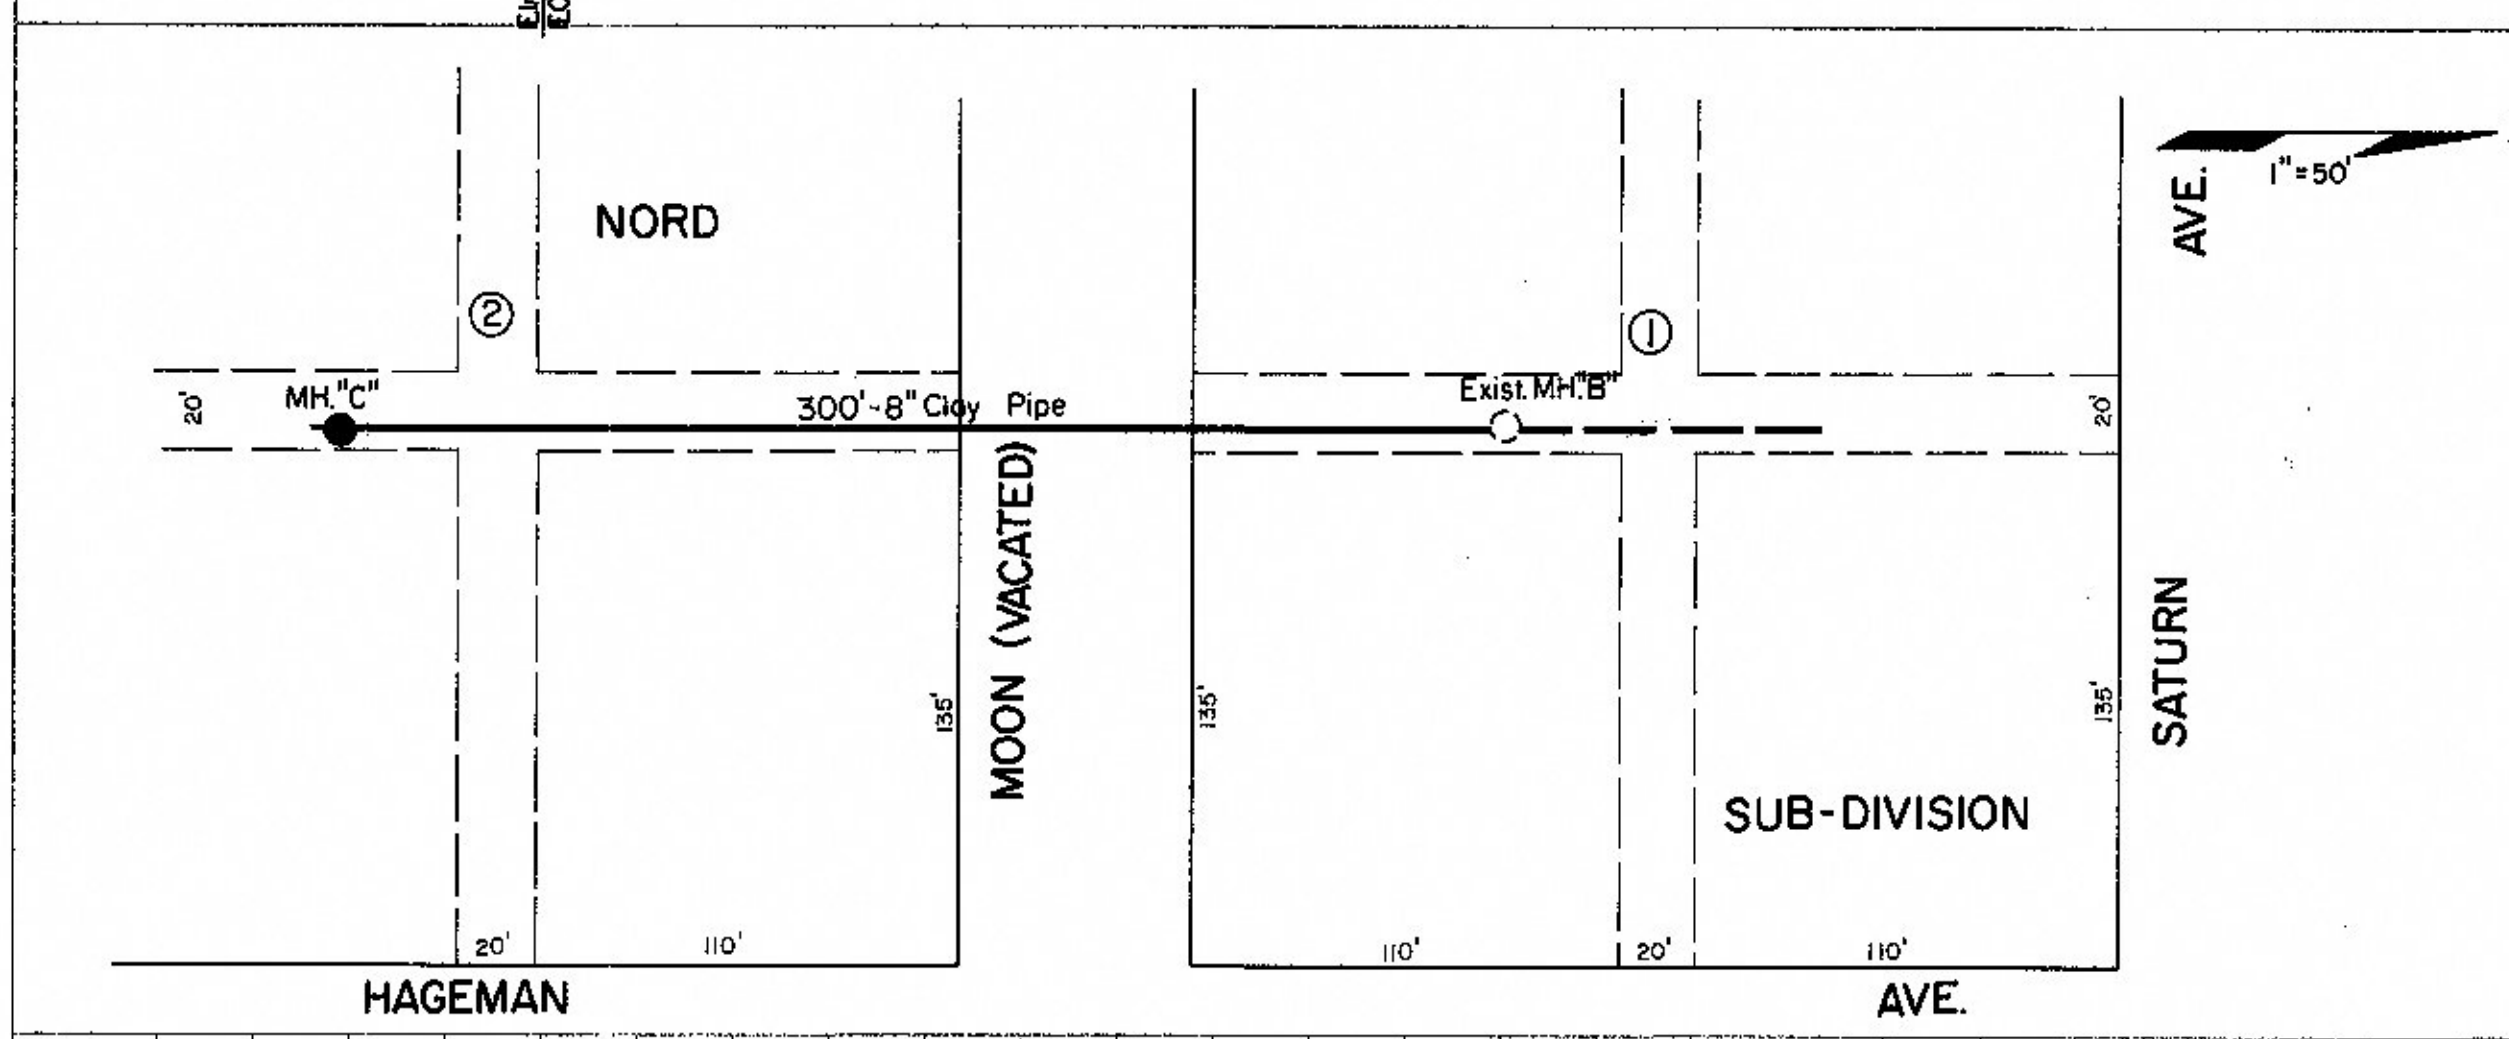 NORD
AVE.
1"=50'
②
①
MH."C"
20'
300'-8" Clay Pipe
Exist. MH."B"
20'
MOON (VACATED)
135'
135'
135'
SATURN
SUB-DIVISION
20'
110'
110'
20'
110'
HAGEMAN
AVE.